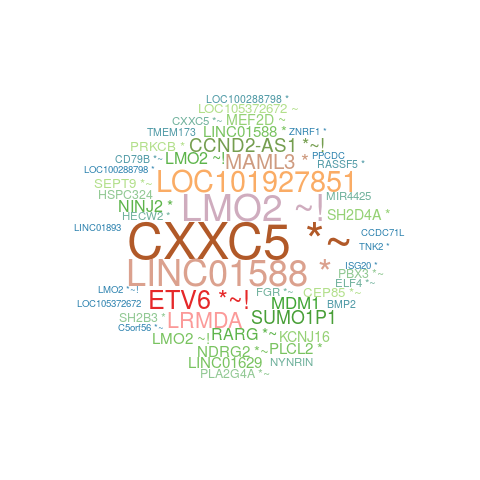 LOC100288798 *
LOC105372672 ~
CXXC5 *~ MEF2D ~
TMEM173 LINC01588 * ZNRF1 *
PRKCB * CCND2-AS1 *~!
CD79B *~ LMO2 ~! MAML3 * PPCDC
LOC100288798 * RASSF5 *
SEPT9 *~ LOC101927851
HSPC324 MIR4425
NINJ2 * LMO2 ~! SH2D4A *
HECW2 *
LINC01893 CXXC5 *~ CCDC71L
TNK2 *
LINC01588 * ISG20 *
PBX3 *~
ELF4 *~
LMO2 *~! ETV6 *~! FGR *~ CEP85 *~
LOC105372672 MDM1 BMP2
SH2B3 * LRMDA SUMO1P1
C5orf56 *~
LMO2 ~! RARG *~ KCNJ16
NDRG2 *~ PLCL2 *
LINC01629 NYNRIN
PLA2G4A *~